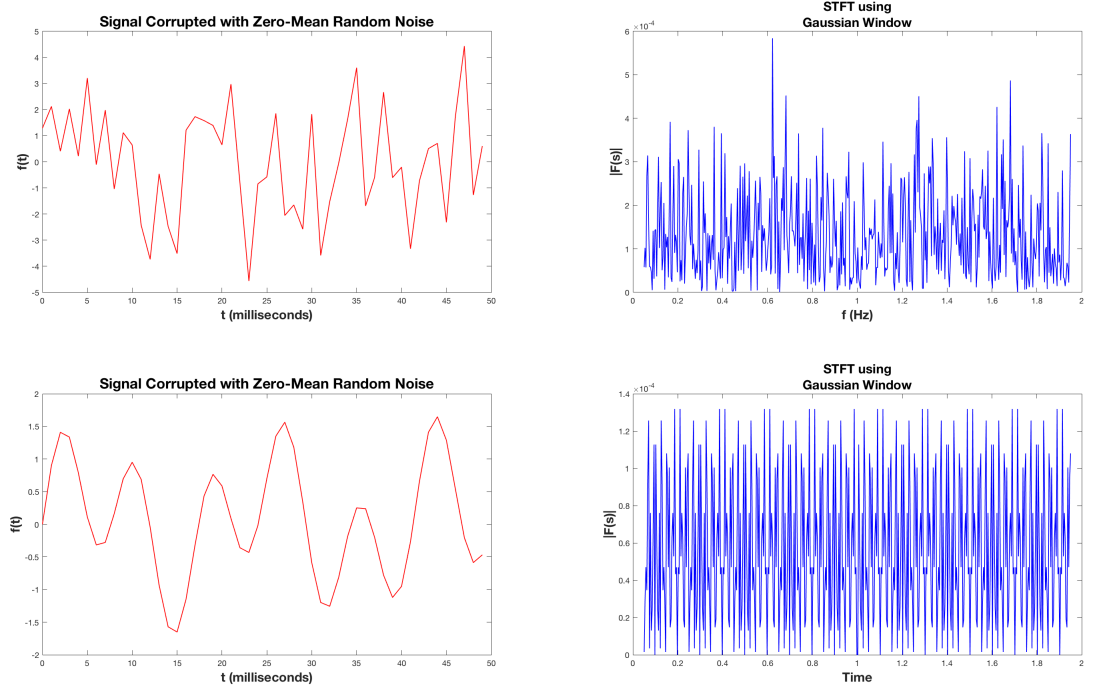 Signal Corrupted with Zero-Mean Random Noise
f(t)
5
4
3
2
1
0
-1
-2
-3
-4
-5
0 5 10 15 20 25 30 35 40 45 50
t (milliseconds)
STFT using
Gaussian Window
×10⁻⁴
|F(s)|
6
5
4
3
2
1
0
0 0.2 0.4 0.6 0.8 1 1.2 1.4 1.6 1.8 2
f (Hz)
Signal Corrupted with Zero-Mean Random Noise
f(t)
2
1.5
1
0.5
0
-0.5
-1
-1.5
-2
0 5 10 15 20 25 30 35 40 45 50
t (milliseconds)
STFT using
Gaussian Window
×10⁻⁴
|F(s)|
1.4
1.2
1
0.8
0.6
0.4
0.2
0
0 0.2 0.4 0.6 0.8 1 1.2 1.4 1.6 1.8 2
Time